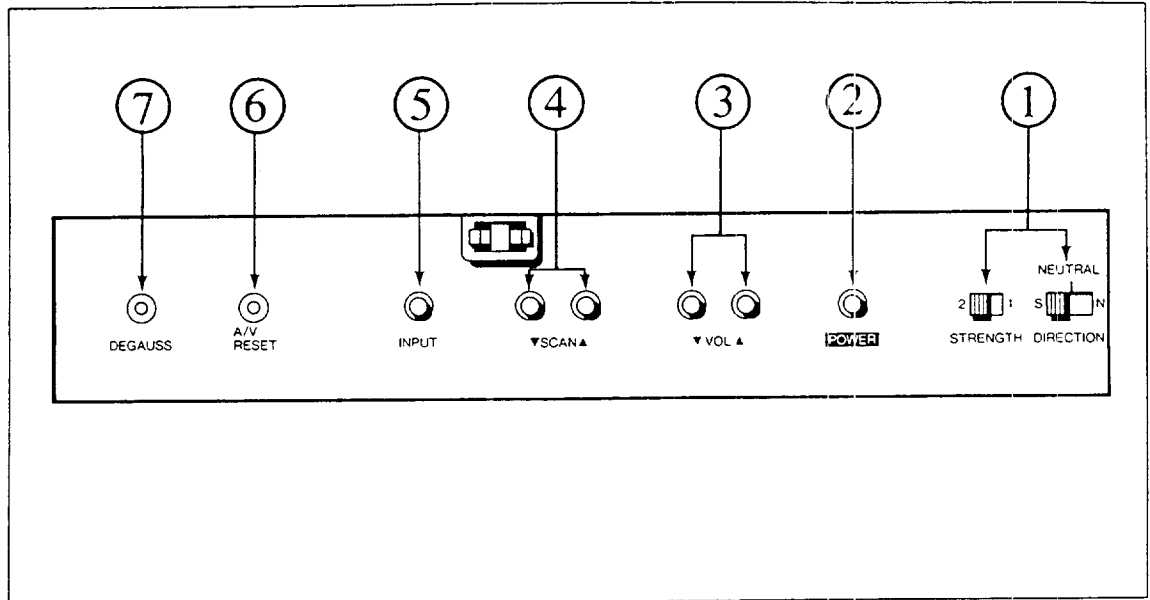 7 6 5 4 3 2 1
NEUTRAL
2 1 S N
DEGAUSS A/V RESET INPUT ▼SCAN▲ ▼VOL▲ POWER STRENGTH DIRECTION